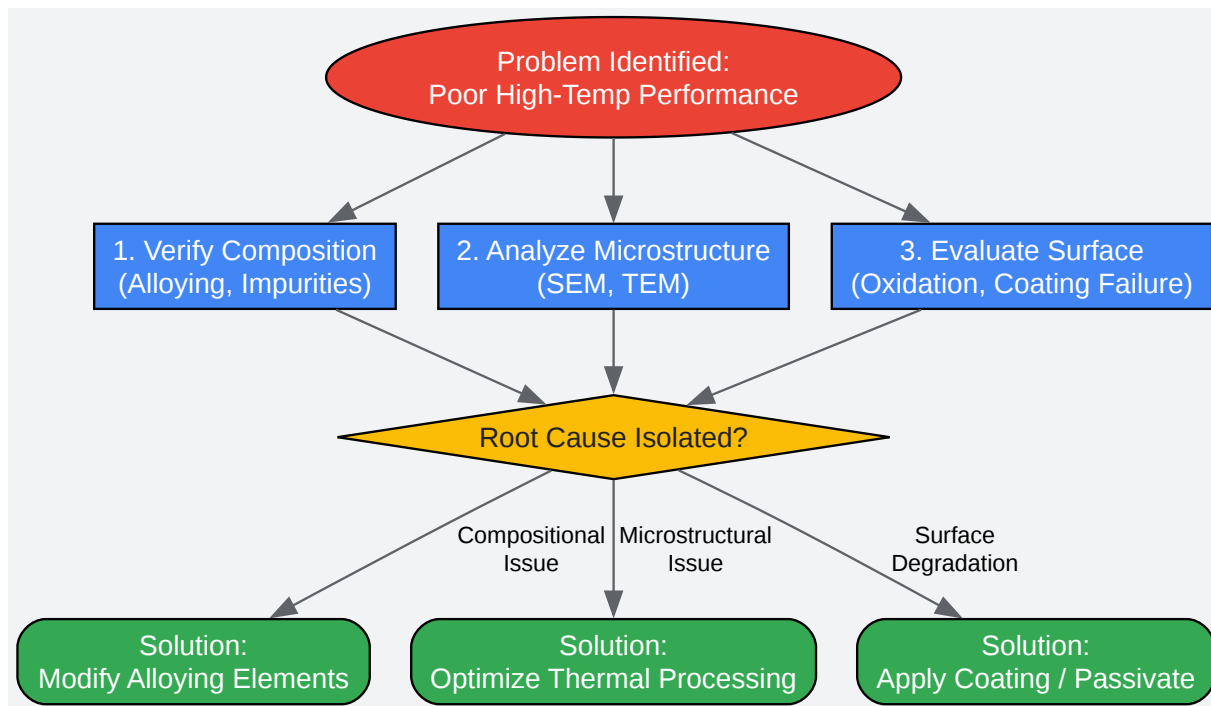 Problem Identified:
Poor High-Temp Performance
1. Verify Composition
(Alloying, Impurities)
2. Analyze Microstructure
(SEM, TEM)
3. Evaluate Surface
(Oxidation, Coating Failure)
Root Cause Isolated?
Compositional
Issue
Microstructural
Issue
Surface
Degradation
Solution:
Modify Alloying Elements
Solution:
Optimize Thermal Processing
Solution:
Apply Coating / Passivate